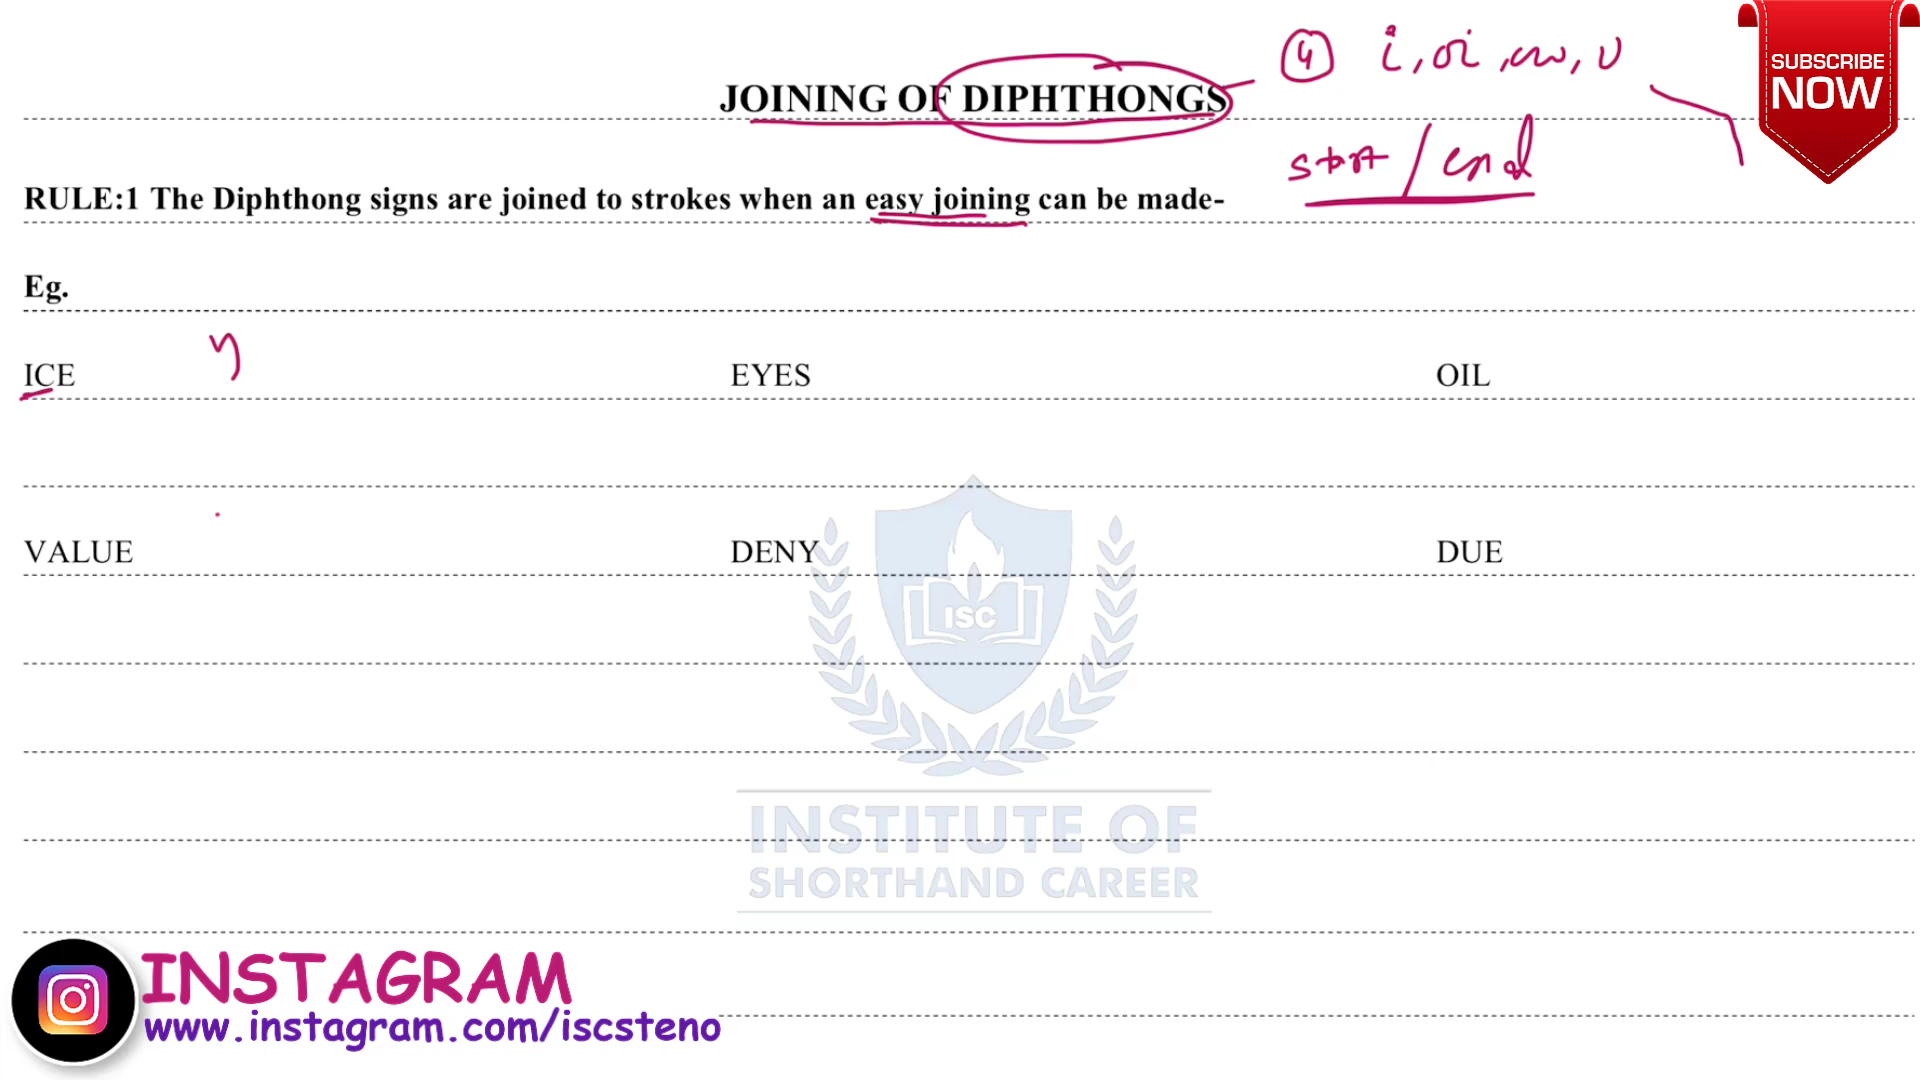 ④ i, oi, ow, U
SUBSCRIBE
NOW
JOINING OF DIPHTHONGS
start / end
RULE:1 The Diphthong signs are joined to strokes when an easy joining can be made-
Eg.
ICE EYES OIL
VALUE DENY DUE
ISC
INSTITUTE OF
SHORTHAND CAREER
INSTAGRAM
www.instagram.com/iscsteno